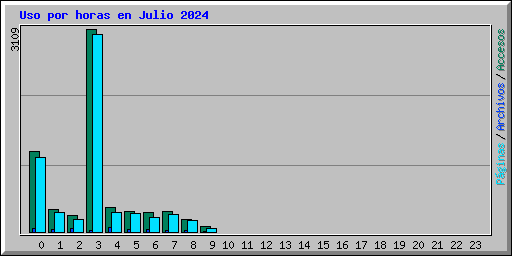 Uso por horas en Julio 2024
3109
Páginas / Archivos / Accesos
0 1 2 3 4 5 6 7 8 9 10 11 12 13 14 15 16 17 18 19 20 21 22 23